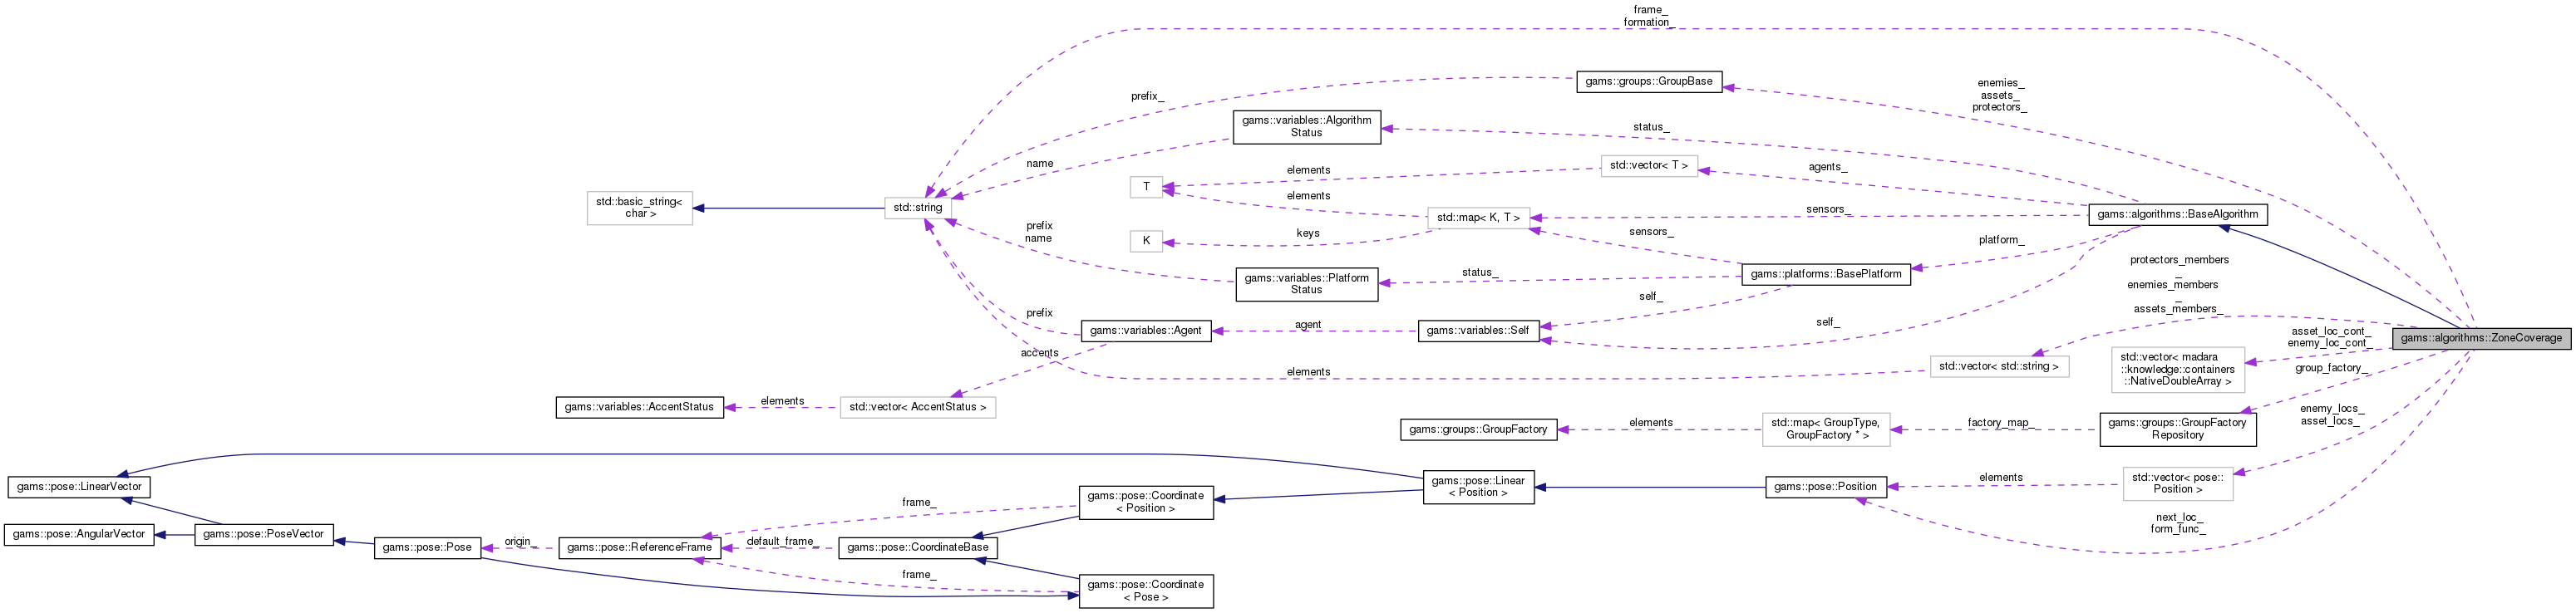 frame_
formation_
gams::groups::GroupBase
enemies_
assets_
protectors_
prefix_
gams::variables::Algorithm
Status
status_
name
std::vector< T >
agents_
elements
T
std::basic_string<
char >
std::string
elements
std::map< K, T >
sensors_
gams::algorithms::BaseAlgorithm
K
keys
sensors_
platform_
prefix
name
gams::variables::Platform
Status
status_
gams::platforms::BasePlatform
protectors_members
_
enemies_members
_
assets_members_
self_
self_
prefix
gams::variables::Agent
agent
gams::variables::Self
gams::algorithms::ZoneCoverage
asset_loc_cont_
enemy_loc_cont_
accents
elements
std::vector< std::string >
std::vector< madara
::knowledge::containers
::NativeDoubleArray >
group_factory_
gams::variables::AccentStatus
elements
std::vector< AccentStatus >
enemy_locs_
asset_locs_
gams::groups::GroupFactory
elements
std::map< GroupType,
GroupFactory * >
factory_map_
gams::groups::GroupFactory
Repository
gams::pose::LinearVector
gams::pose::Linear
< Position >
gams::pose::Position
elements
std::vector< pose::
Position >
frame_
gams::pose::Coordinate
< Position >
next_loc_
form_func_
gams::pose::AngularVector
gams::pose::PoseVector
gams::pose::Pose
origin_
gams::pose::ReferenceFrame
default_frame_
gams::pose::CoordinateBase
frame_
gams::pose::Coordinate
< Pose >